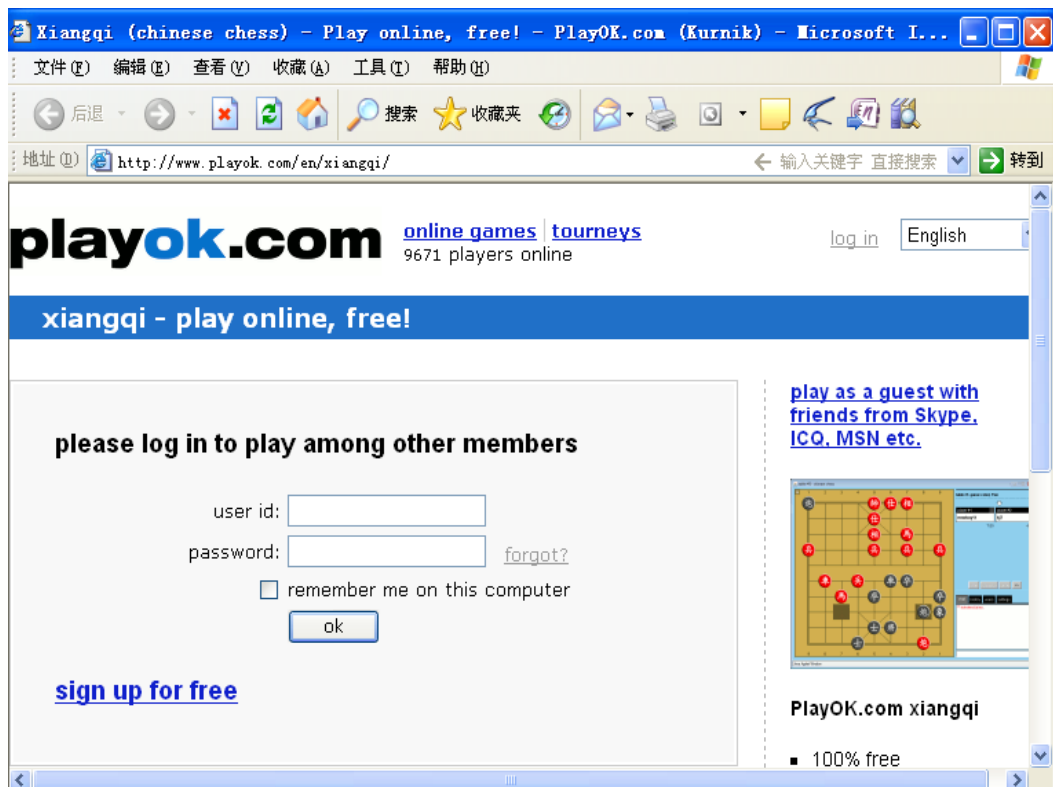 Xiangqi (chinese chess) - Play online, free! - PlayOK.com (Kurnik) - Microsoft I...
文件(F) 编辑(E) 查看(V) 收藏(A) 工具(T) 帮助(H)
后退 搜索 收藏夹
地址(D) http://www.playok.com/en/xiangqi/ 输入关键字 直接搜索 转到
playok.com online games tourneys
9671 players online
log in English
xiangqi - play online, free!
please log in to play among other members
user id:
password: forgot?
remember me on this computer
ok
sign up for free
play as a guest with
friends from Skype,
ICQ, MSN etc.
PlayOK.com xiangqi
▪ 100% free